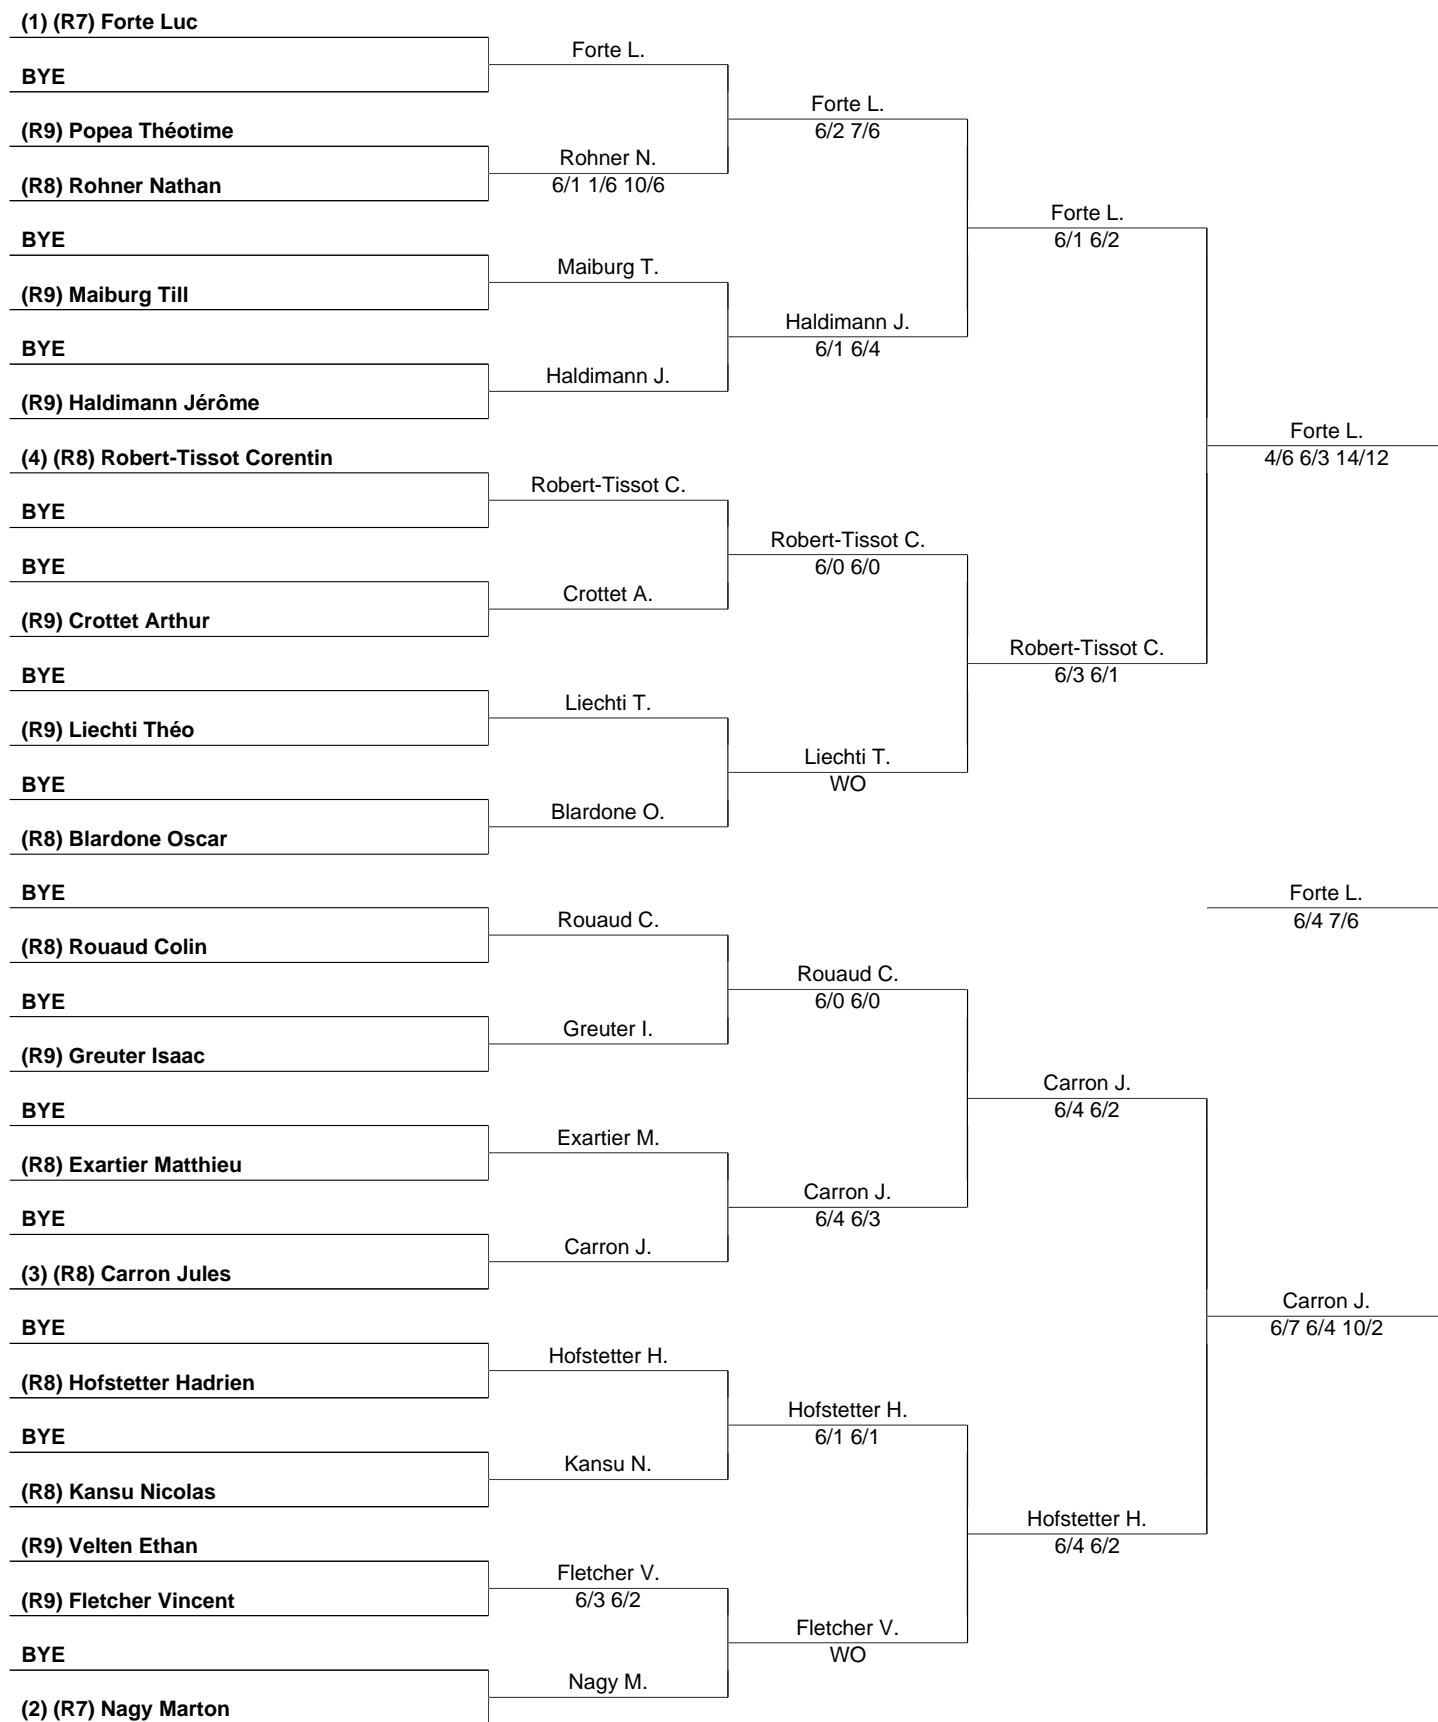 (1) (R7) Forte Luc
BYE
(R9) Popea Théotime
(R8) Rohner Nathan
BYE
(R9) Maiburg Till
BYE
(R9) Haldimann Jérôme
(4) (R8) Robert-Tissot Corentin
BYE
BYE
(R9) Crottet Arthur
BYE
(R9) Liechti Théo
BYE
(R8) Blardone Oscar
BYE
(R8) Rouaud Colin
BYE
(R9) Greuter Isaac
BYE
(R8) Exartier Matthieu
BYE
(3) (R8) Carron Jules
BYE
(R8) Hofstetter Hadrien
BYE
(R8) Kansu Nicolas
(R9) Velten Ethan
(R9) Fletcher Vincent
BYE
(2) (R7) Nagy Marton
Forte L.
Rohner N.
6/1 1/6 10/6
Maiburg T.
Haldimann J.
Robert-Tissot C.
Crottet A.
Liechti T.
Blardone O.
Rouaud C.
Greuter I.
Exartier M.
Carron J.
Hofstetter H.
Kansu N.
Fletcher V.
6/3 6/2
Nagy M.
Forte L.
6/2 7/6
Haldimann J.
6/1 6/4
Robert-Tissot C.
6/0 6/0
Liechti T.
WO
Rouaud C.
6/0 6/0
Carron J.
6/4 6/3
Hofstetter H.
6/1 6/1
Fletcher V.
WO
Forte L.
6/1 6/2
Robert-Tissot C.
6/3 6/1
Carron J.
6/4 6/2
Hofstetter H.
6/4 6/2
Forte L.
4/6 6/3 14/12
Forte L.
6/4 7/6
Carron J.
6/7 6/4 10/2